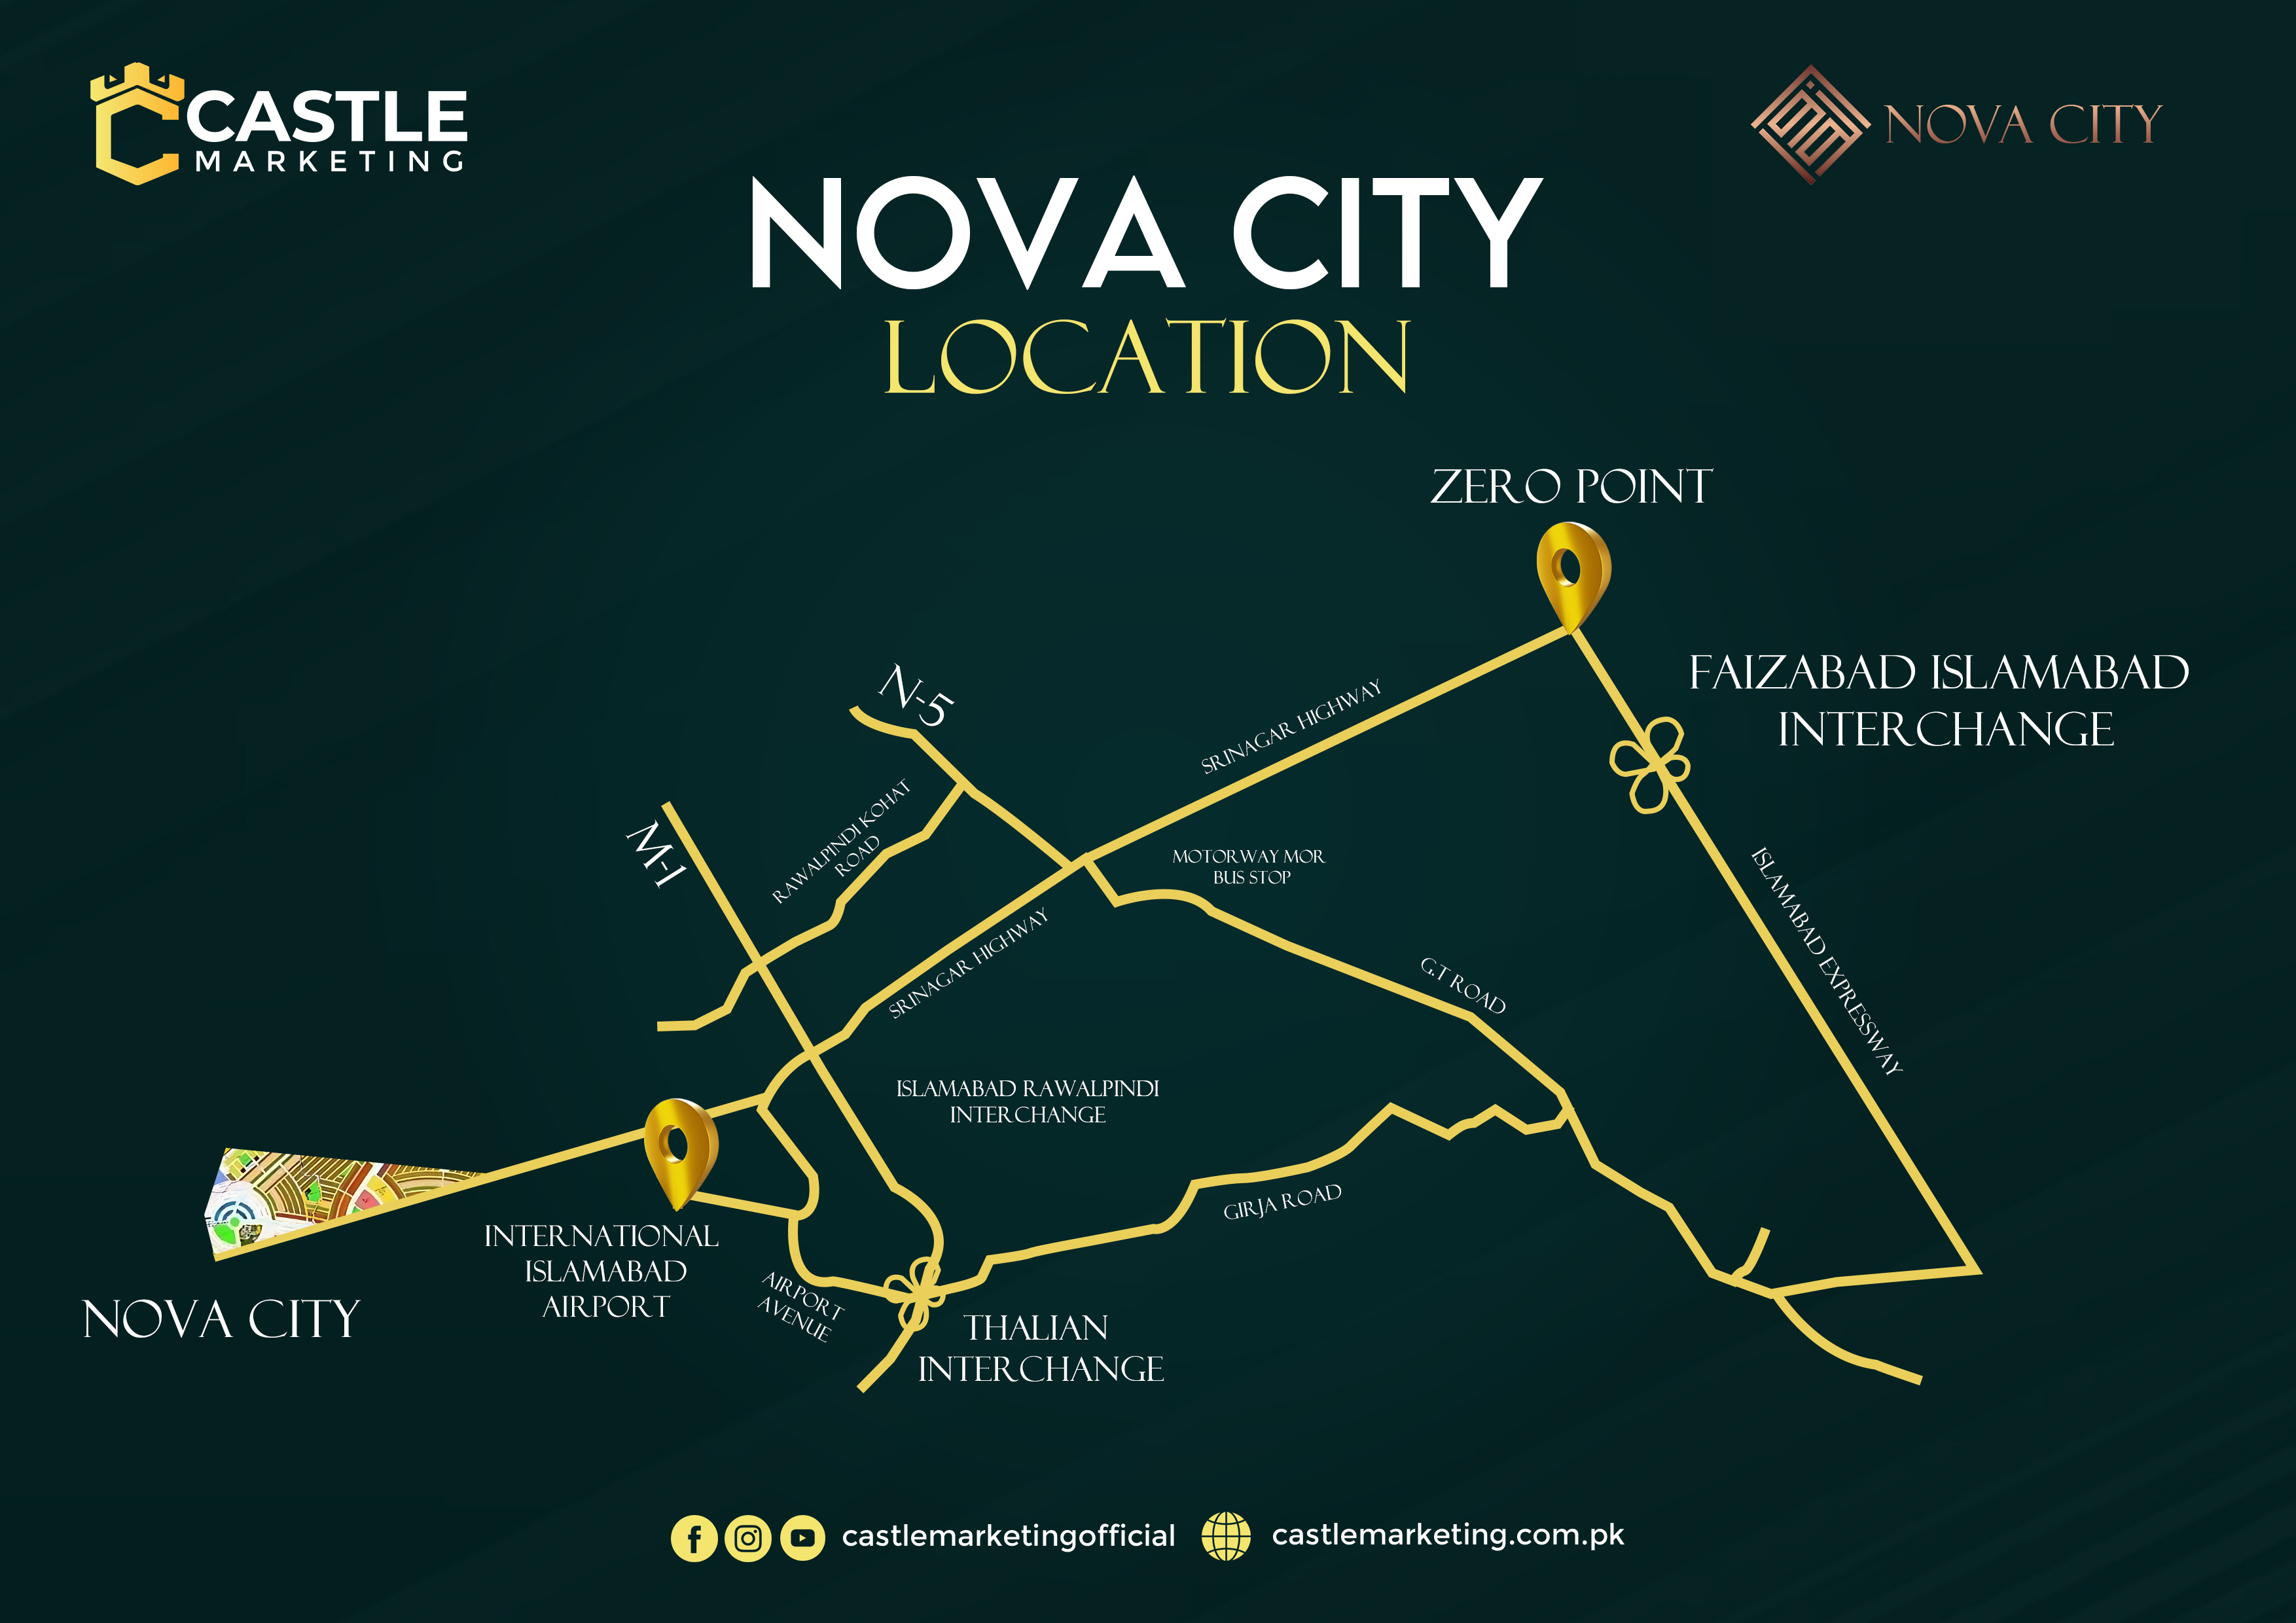 CASTLE
MARKETING
NOVA CITY
NOVA CITY
LOCATION
ZERO POINT
FAIZABAD ISLAMABAD
INTERCHANGE
N-5
SRINAGAR HIGHWAY
M-1
RAWALPINDI KOHAT
ROAD
MOTORWAY MOR
BUS STOP
ISLAMABAD EXPRESSWAY
SRINAGAR HIGHWAY
G.T ROAD
ISLAMABAD RAWALPINDI
INTERCHANGE
GIRJA ROAD
INTERNATIONAL
ISLAMABAD
AIRPORT
NOVA CITY
AIRPORT
AVENUE
THALIAN
INTERCHANGE
castlemarketingofficial
castlemarketing.com.pk